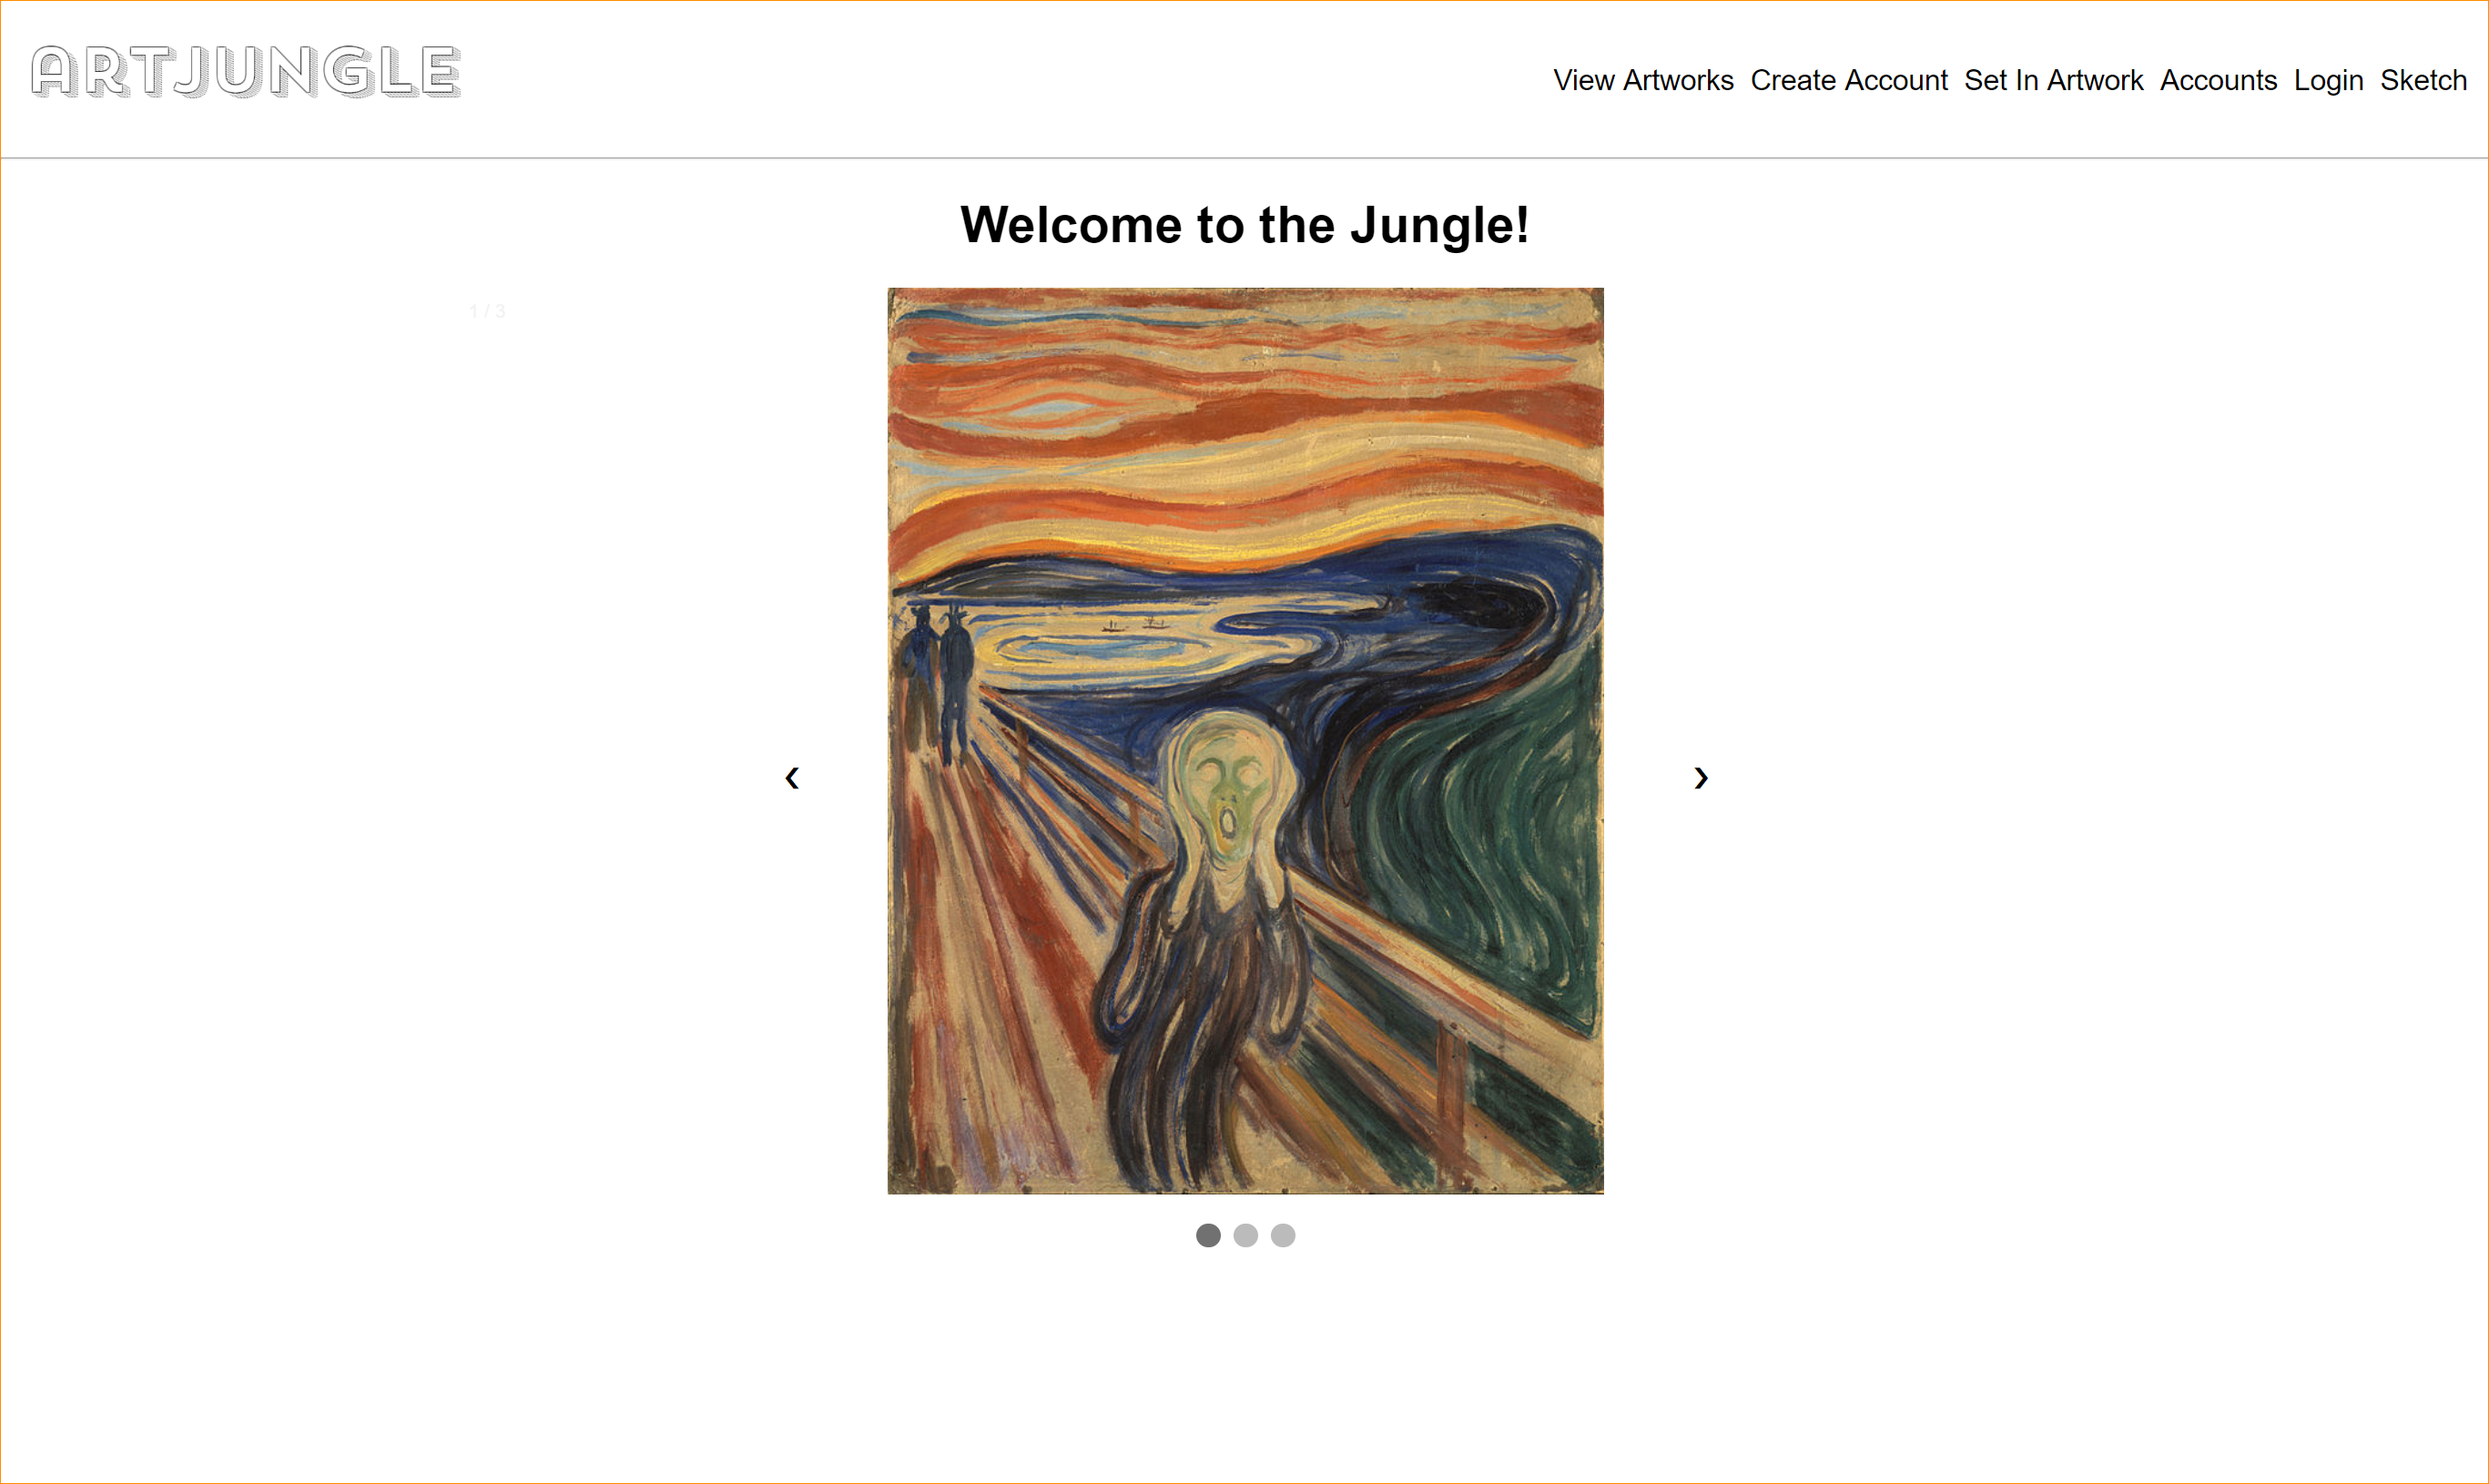 ARTJUNGLE
View Artworks Create Account Set In Artwork Accounts Login Sketch
Welcome to the Jungle!
1 / 3
‹ ›